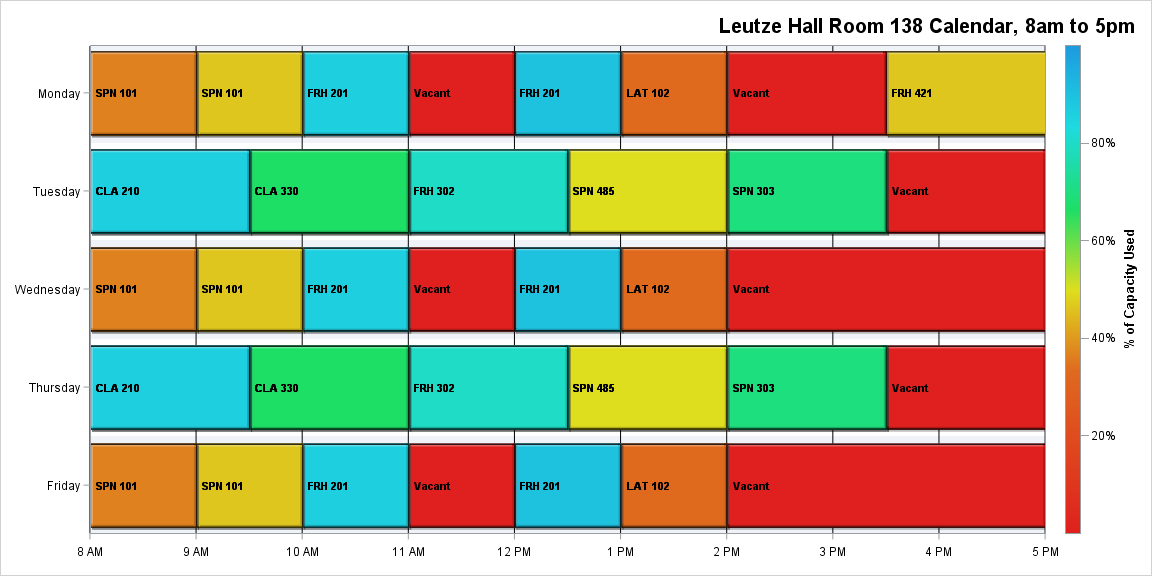 Leutze Hall Room 138 Calendar, 8am to 5pm
Monday
SPN 101
SPN 101
FRH 201
Vacant
FRH 201
LAT 102
Vacant
FRH 421
Tuesday
CLA 210
CLA 330
FRH 302
SPN 485
SPN 303
Vacant
Wednesday
SPN 101
SPN 101
FRH 201
Vacant
FRH 201
LAT 102
Vacant
Thursday
CLA 210
CLA 330
FRH 302
SPN 485
SPN 303
Vacant
Friday
SPN 101
SPN 101
FRH 201
Vacant
FRH 201
LAT 102
Vacant
8 AM
9 AM
10 AM
11 AM
12 PM
1 PM
2 PM
3 PM
4 PM
5 PM
80%
60%
40%
20%
% of Capacity Used